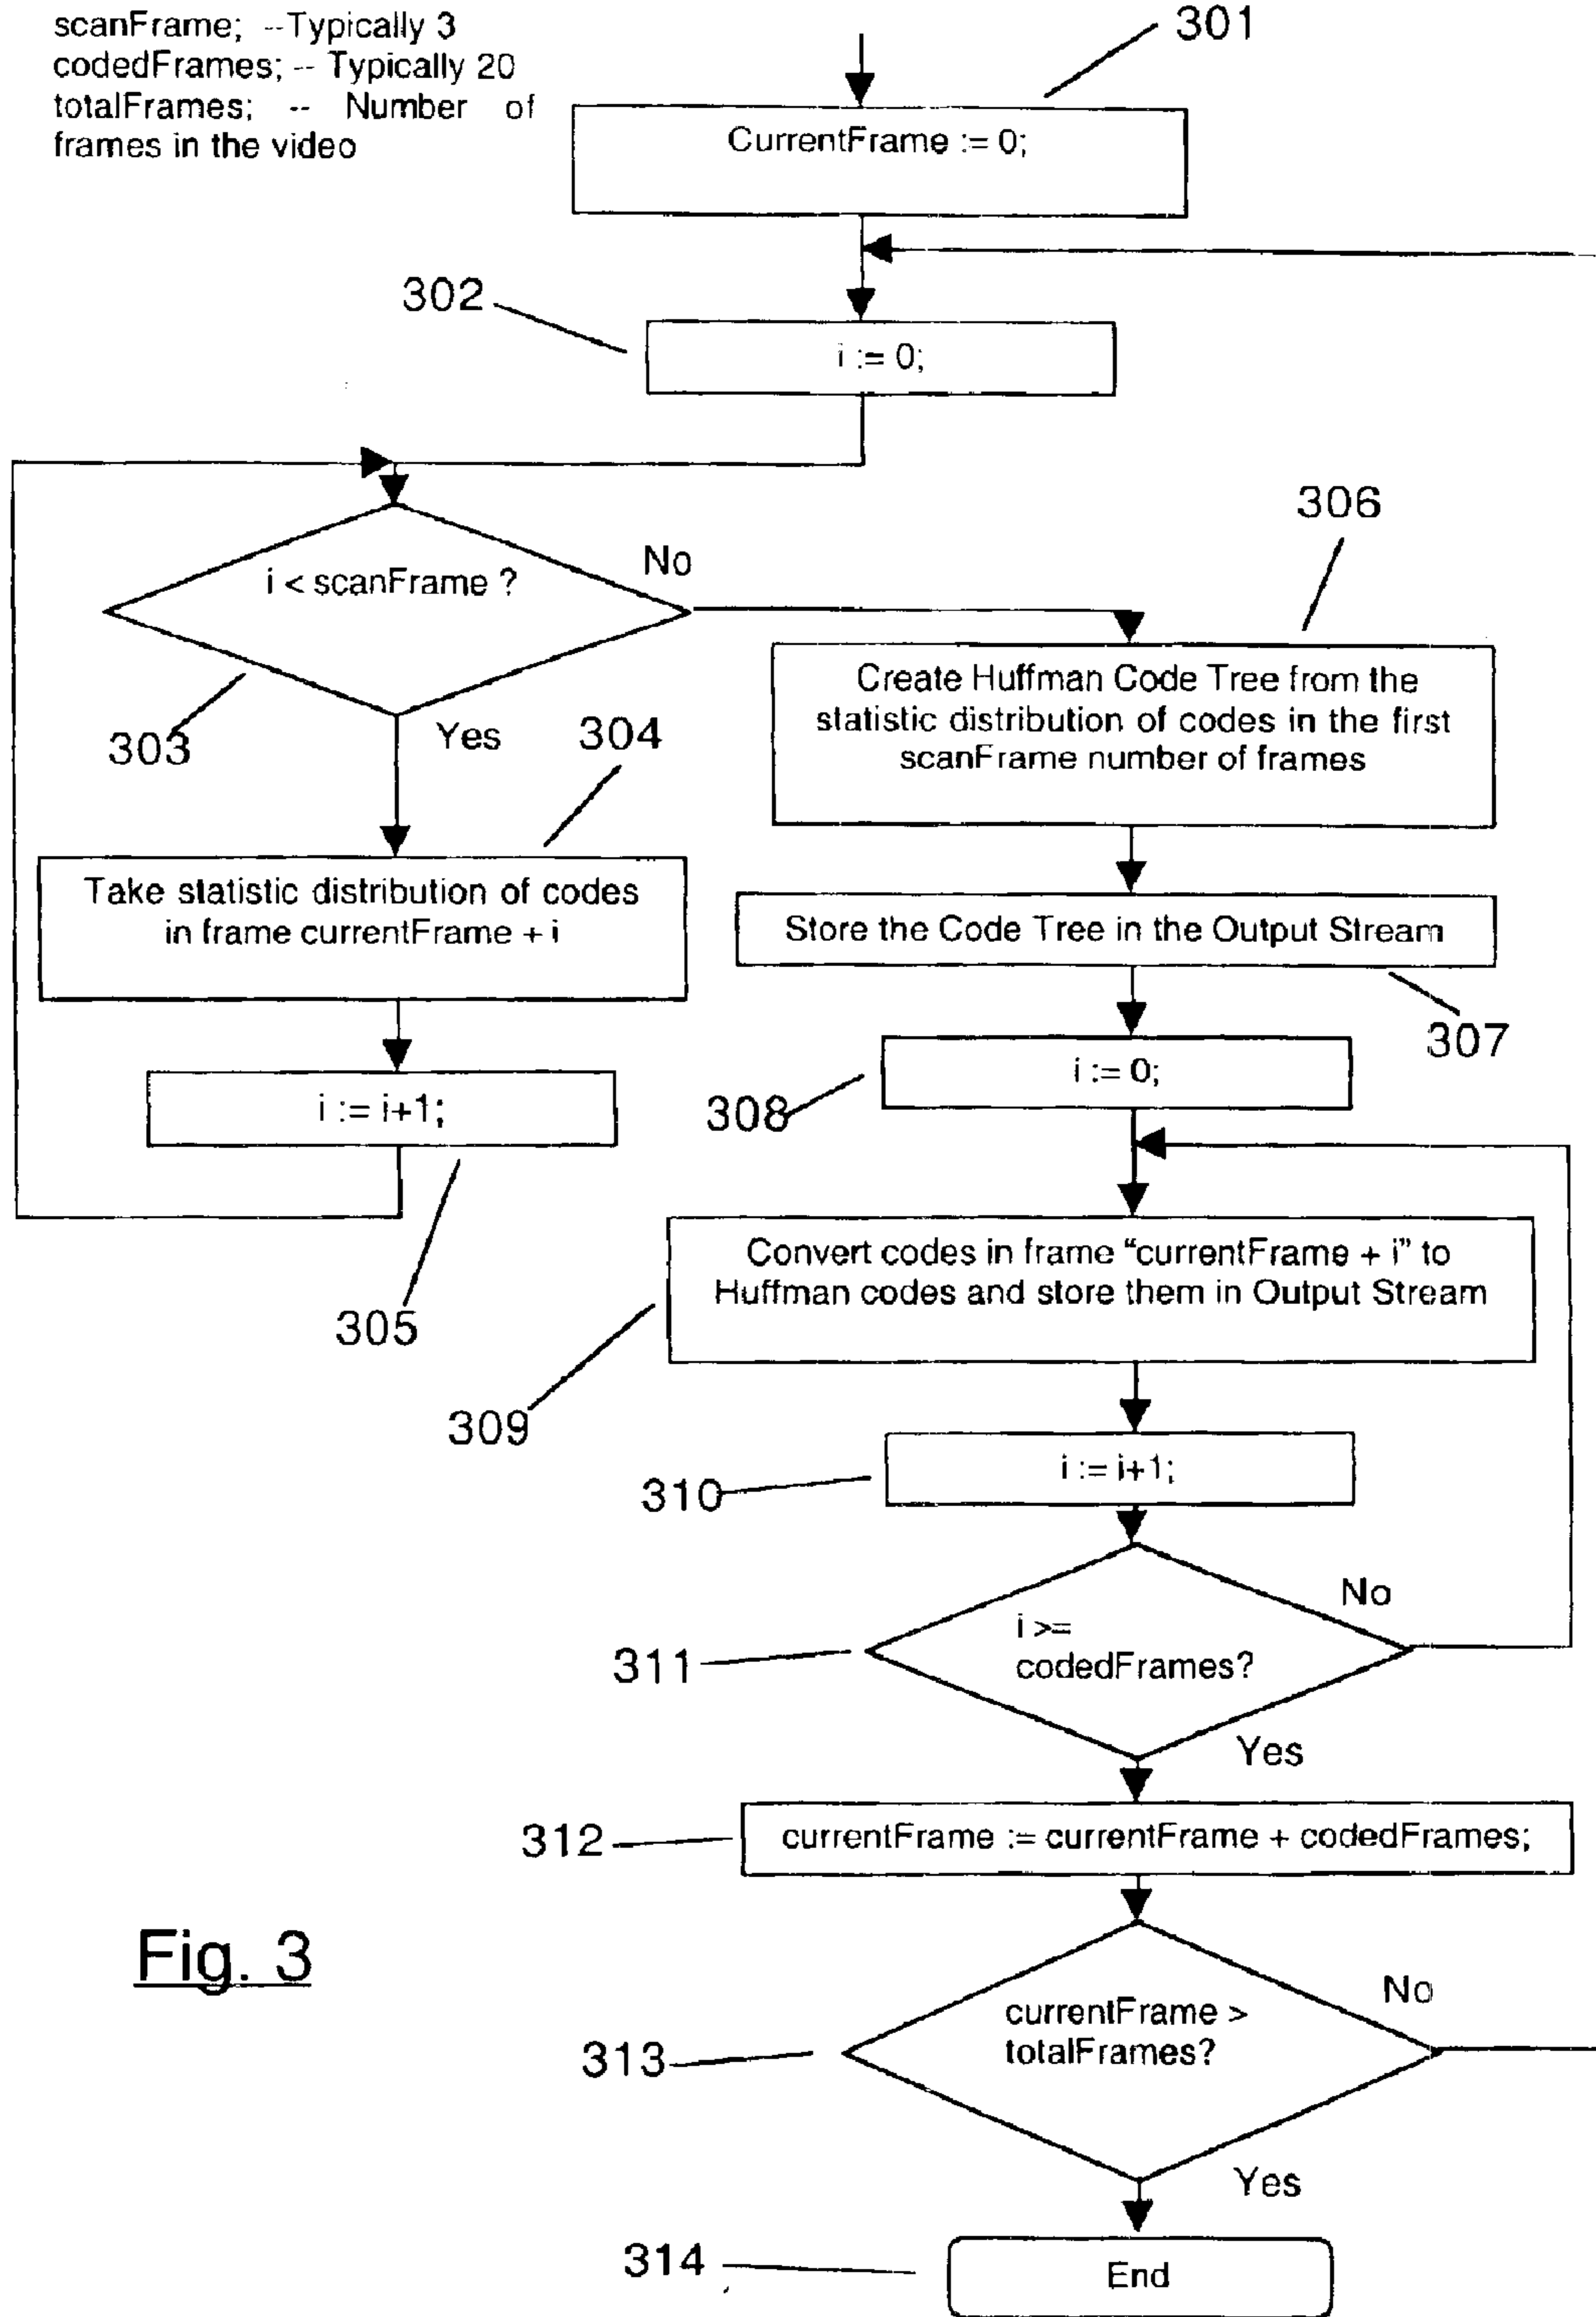 scanFrame; --Typically 3
codedFrames; -- Typically 20
totalFrames; -- Number of
frames in the video
301
CurrentFrame := 0;
302
i := 0;
306
i < scanFrame ?
No
303
Yes
304
Create Huffman Code Tree from the
statistic distribution of codes in the first
scanFrame number of frames
Take statistic distribution of codes
in frame currentFrame + i
Store the Code Tree in the Output Stream
307
i := i+1;
305
308
i := 0;
Convert codes in frame “currentFrame + i” to
Huffman codes and store them in Output Stream
309
310
i := i+1;
311
i >=
codedFrames?
No
Yes
312
currentFrame := currentFrame + codedFrames;
Fig. 3
313
currentFrame >
totalFrames?
No
Yes
314
End